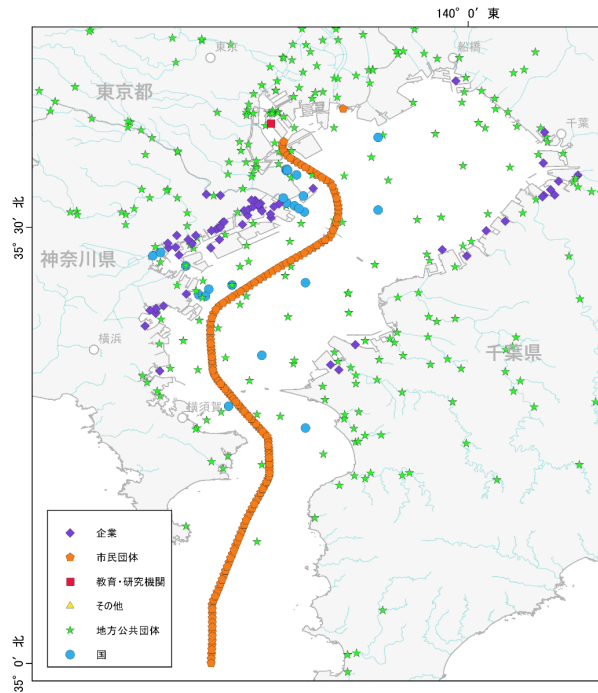 140° 0′ 東
東京
船橋
東京都
千葉
35° 30′ 北
神奈川県
横浜
千葉県
横須賀
企業
市民団体
教育・研究機関
その他
地方公共団体
国
35° 0′ 北